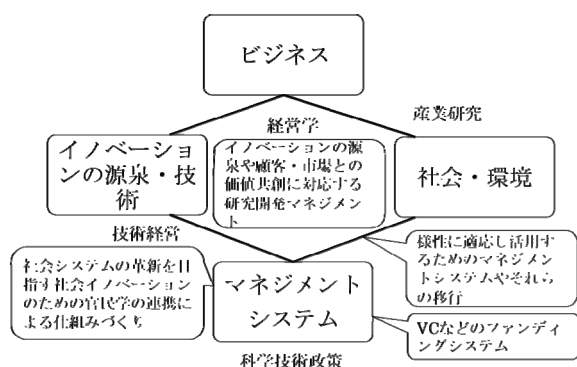 ビジネス
産業研究
経営学
イノベーショ
ンの源泉・技
術
イノベーションの源
泉や顧客・市場との
価値共創に対応する
研究開発マネジメン
ト
社会・環境
技術経営
社会システムの革新を目
指す社会イノベーション
のための官民学の連携に
よる仕組みづくり
マネジメント
システム
様性に適応し活用す
るためのマネジメン
トシステムやそれら
の移行
VCなどのファンディ
ングシステム
科学技術政策